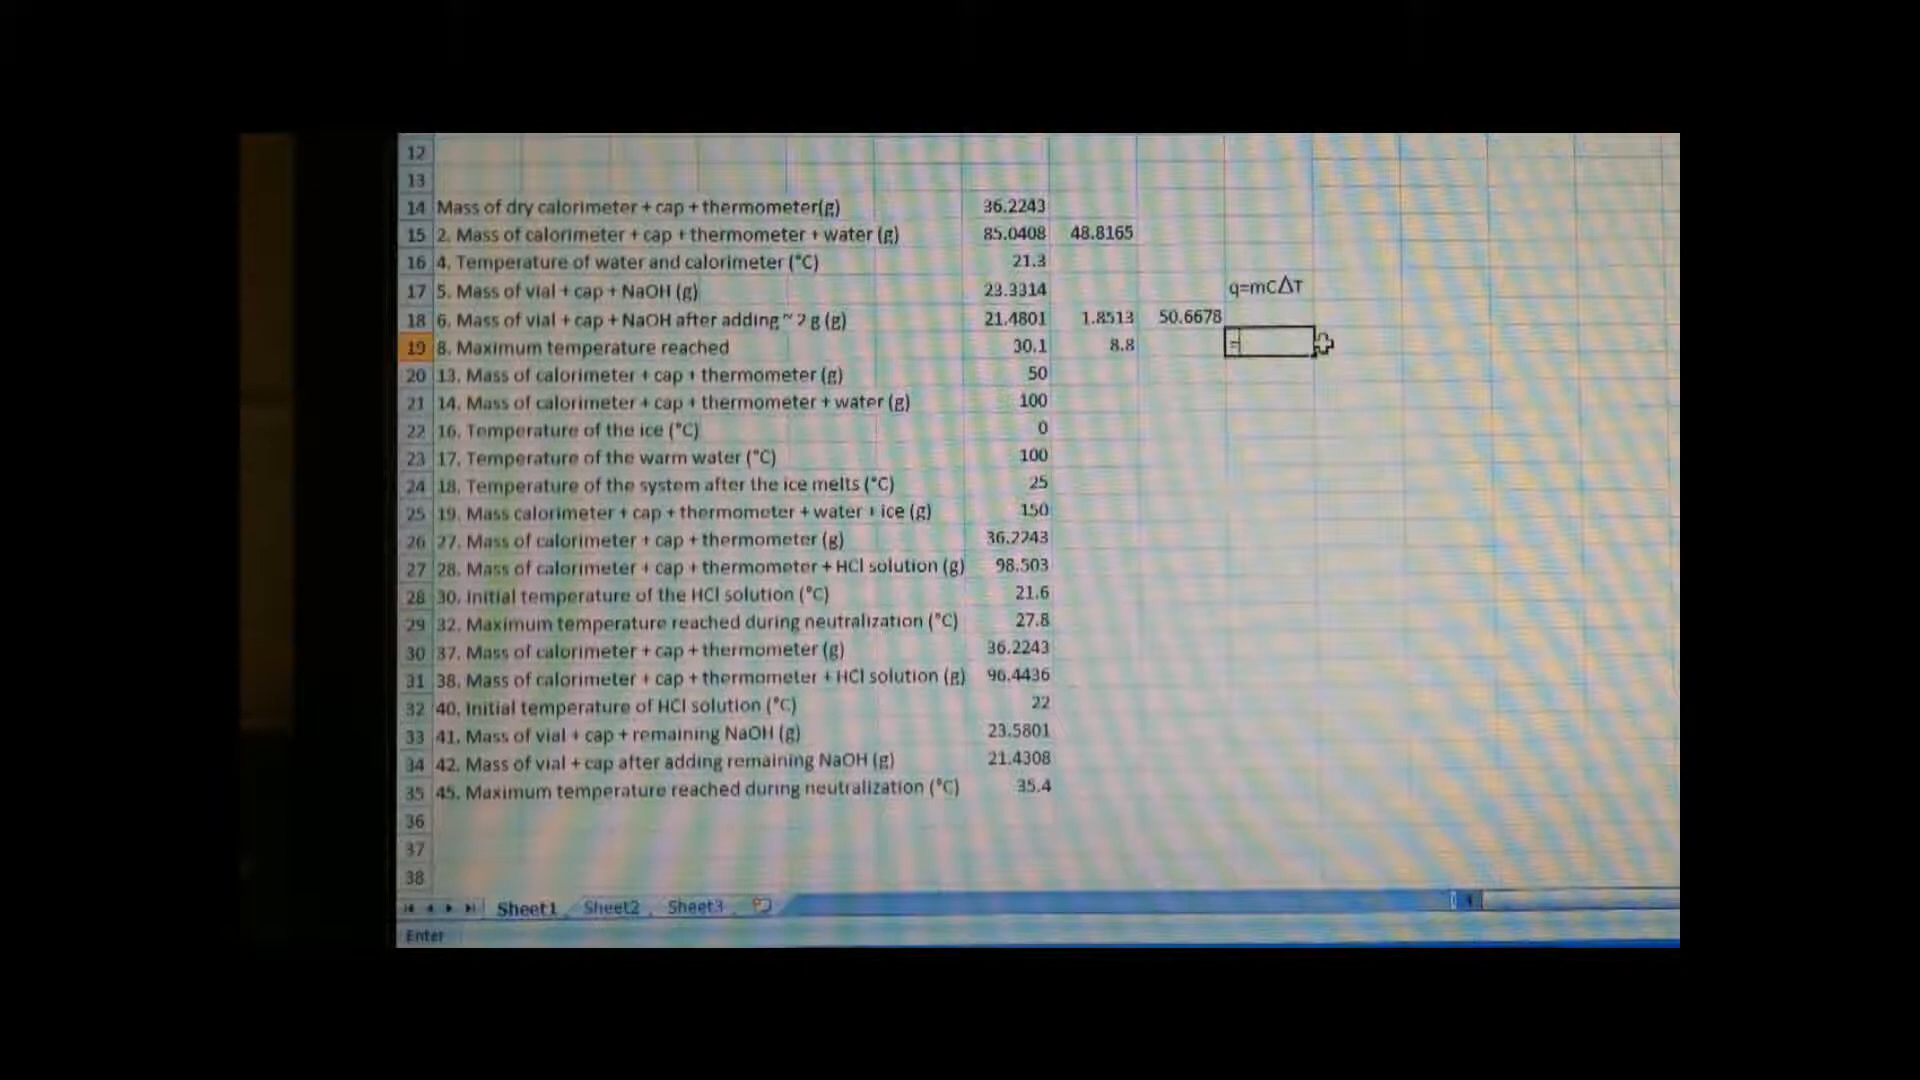 12
13
14 Mass of dry calorimeter + cap + thermometer(g) 36.2243
15 2. Mass of calorimeter + cap + thermometer + water (g) 85.0408 48.8165
16 4. Temperature of water and calorimeter (°C) 21.3
17 5. Mass of vial + cap + NaOH (g) 23.3314 q=mCΔT
18 6. Mass of vial + cap + NaOH after adding ~ 2 g (g) 21.4801 1.8513 50.6678
19 8. Maximum temperature reached 30.1 8.8 =
20 13. Mass of calorimeter + cap + thermometer (g) 50
21 14. Mass of calorimeter + cap + thermometer + water (g) 100
22 16. Temperature of the ice (°C) 0
23 17. Temperature of the warm water (°C) 100
24 18. Temperature of the system after the ice melts (°C) 25
25 19. Mass calorimeter + cap + thermometer + water + ice (g) 150
26 27. Mass of calorimeter + cap + thermometer (g) 36.2243
27 28. Mass of calorimeter + cap + thermometer + HCl solution (g) 98.503
28 30. Initial temperature of the HCl solution (°C) 21.6
29 32. Maximum temperature reached during neutralization (°C) 27.8
30 37. Mass of calorimeter + cap + thermometer (g) 36.2243
31 38. Mass of calorimeter + cap + thermometer + HCl solution (g) 96.4436
32 40. Initial temperature of HCl solution (°C) 22
33 41. Mass of vial + cap + remaining NaOH (g) 23.5801
34 42. Mass of vial + cap after adding remaining NaOH (g) 21.4308
35 45. Maximum temperature reached during neutralization (°C) 35.4
36
37
38
Sheet1 Sheet2 Sheet3
Enter